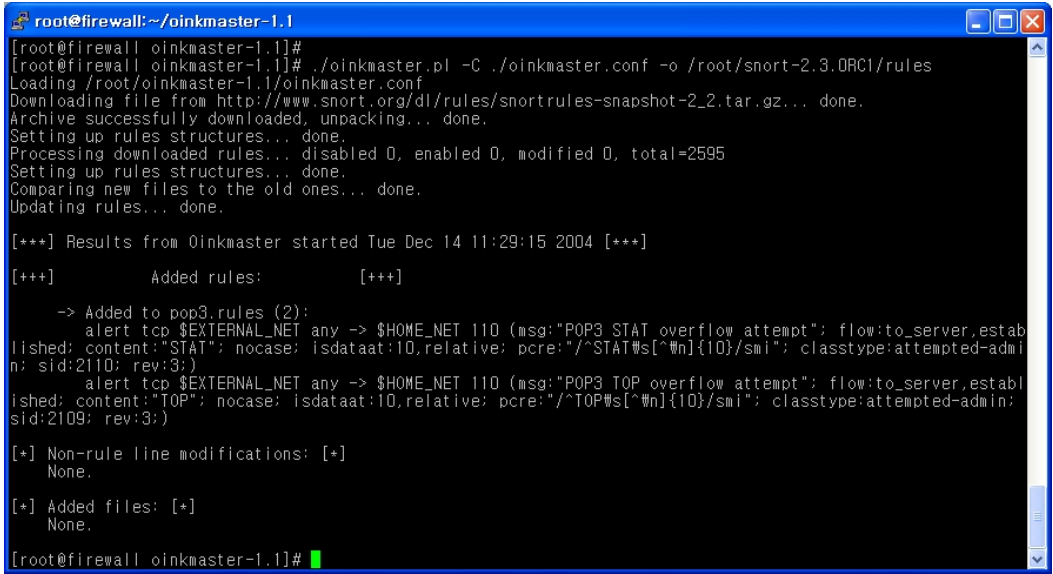 root@firewall:~/oinkmaster-1.1
[root@firewall oinkmaster-1.1]#
[root@firewall oinkmaster-1.1]# ./oinkmaster.pl -C ./oinkmaster.conf -o /root/snort-2.3.0RC1/rules
Loading /root/oinkmaster-1.1/oinkmaster.conf
Downloading file from http://www.snort.org/dl/rules/snortrules-snapshot-2_2.tar.gz... done.
Archive successfully downloaded, unpacking... done.
Setting up rules structures... done.
Processing downloaded rules... disabled 0, enabled 0, modified 0, total=2595
Setting up rules structures... done.
Comparing new files to the old ones... done.
Updating rules... done.
[***] Results from Oinkmaster started Tue Dec 14 11:29:15 2004 [***]
[+++]          Added rules:          [+++]
-> Added to pop3.rules (2):
alert tcp $EXTERNAL_NET any -> $HOME_NET 110 (msg:"POP3 STAT overflow attempt"; flow:to_server,estab
lished; content:"STAT"; nocase; isdataat:10,relative; pcre:"/^STAT₩s[^₩n]{10}/smi"; classtype:attempted-admi
n; sid:2110; rev:3;)
alert tcp $EXTERNAL_NET any -> $HOME_NET 110 (msg:"POP3 TOP overflow attempt"; flow:to_server,establ
ished; content:"TOP"; nocase; isdataat:10,relative; pcre:"/^TOP₩s[^₩n]{10}/smi"; classtype:attempted-admin;
sid:2109; rev:3;)
[*] Non-rule line modifications: [*]
None.
[*] Added files: [*]
None.
[root@firewall oinkmaster-1.1]#